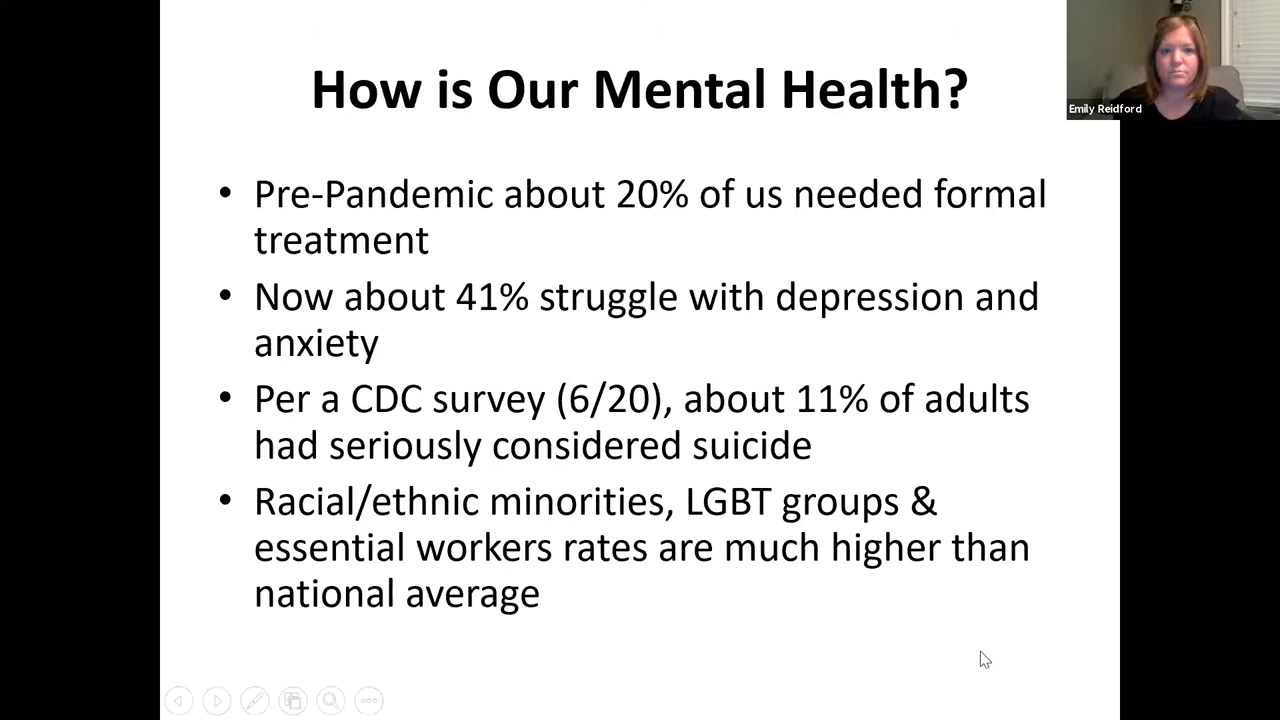 How is Our Mental Health?
Emily Reidford
• Pre-Pandemic about 20% of us needed formal
treatment
• Now about 41% struggle with depression and
anxiety
• Per a CDC survey (6/20), about 11% of adults
had seriously considered suicide
• Racial/ethnic minorities, LGBT groups &
essential workers rates are much higher than
national average